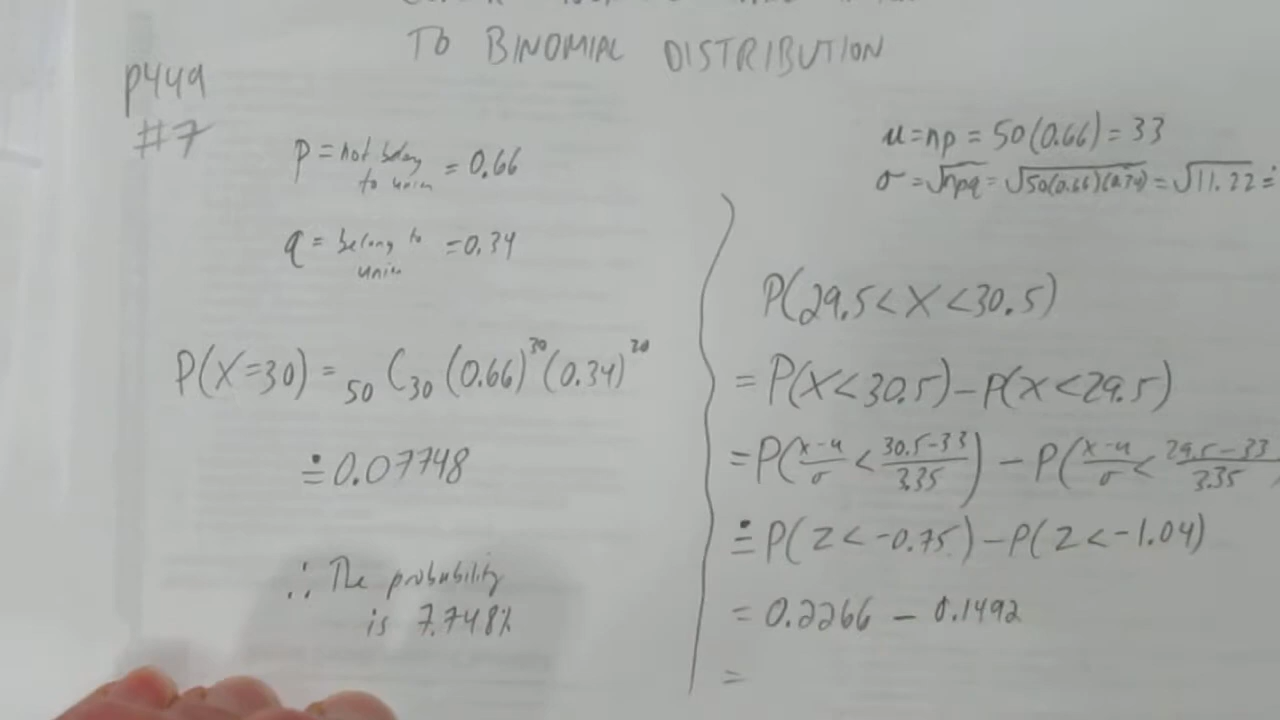 TO BINOMIAL DISTRIBUTION
p449
#7
p = not belong to union = 0.66
q = belong to union = 0.34
P(X=30) = ₅₀C₃₀ (0.66)³⁰(0.34)²⁰
≐ 0.07748
∴ The probability
is 7.748%
u = np = 50(0.66) = 33
σ = √npq = √50(0.66)(0.34) = √11.22 ≐
P(29.5 < X < 30.5)
= P(X < 30.5) – P(X < 29.5)
= P(x-u/σ < 30.5-33/3.35) – P(x-u/σ < 29.5-33/3.35)
≐ P(Z < -0.75) – P(Z < -1.04)
= 0.2266 – 0.1492
=